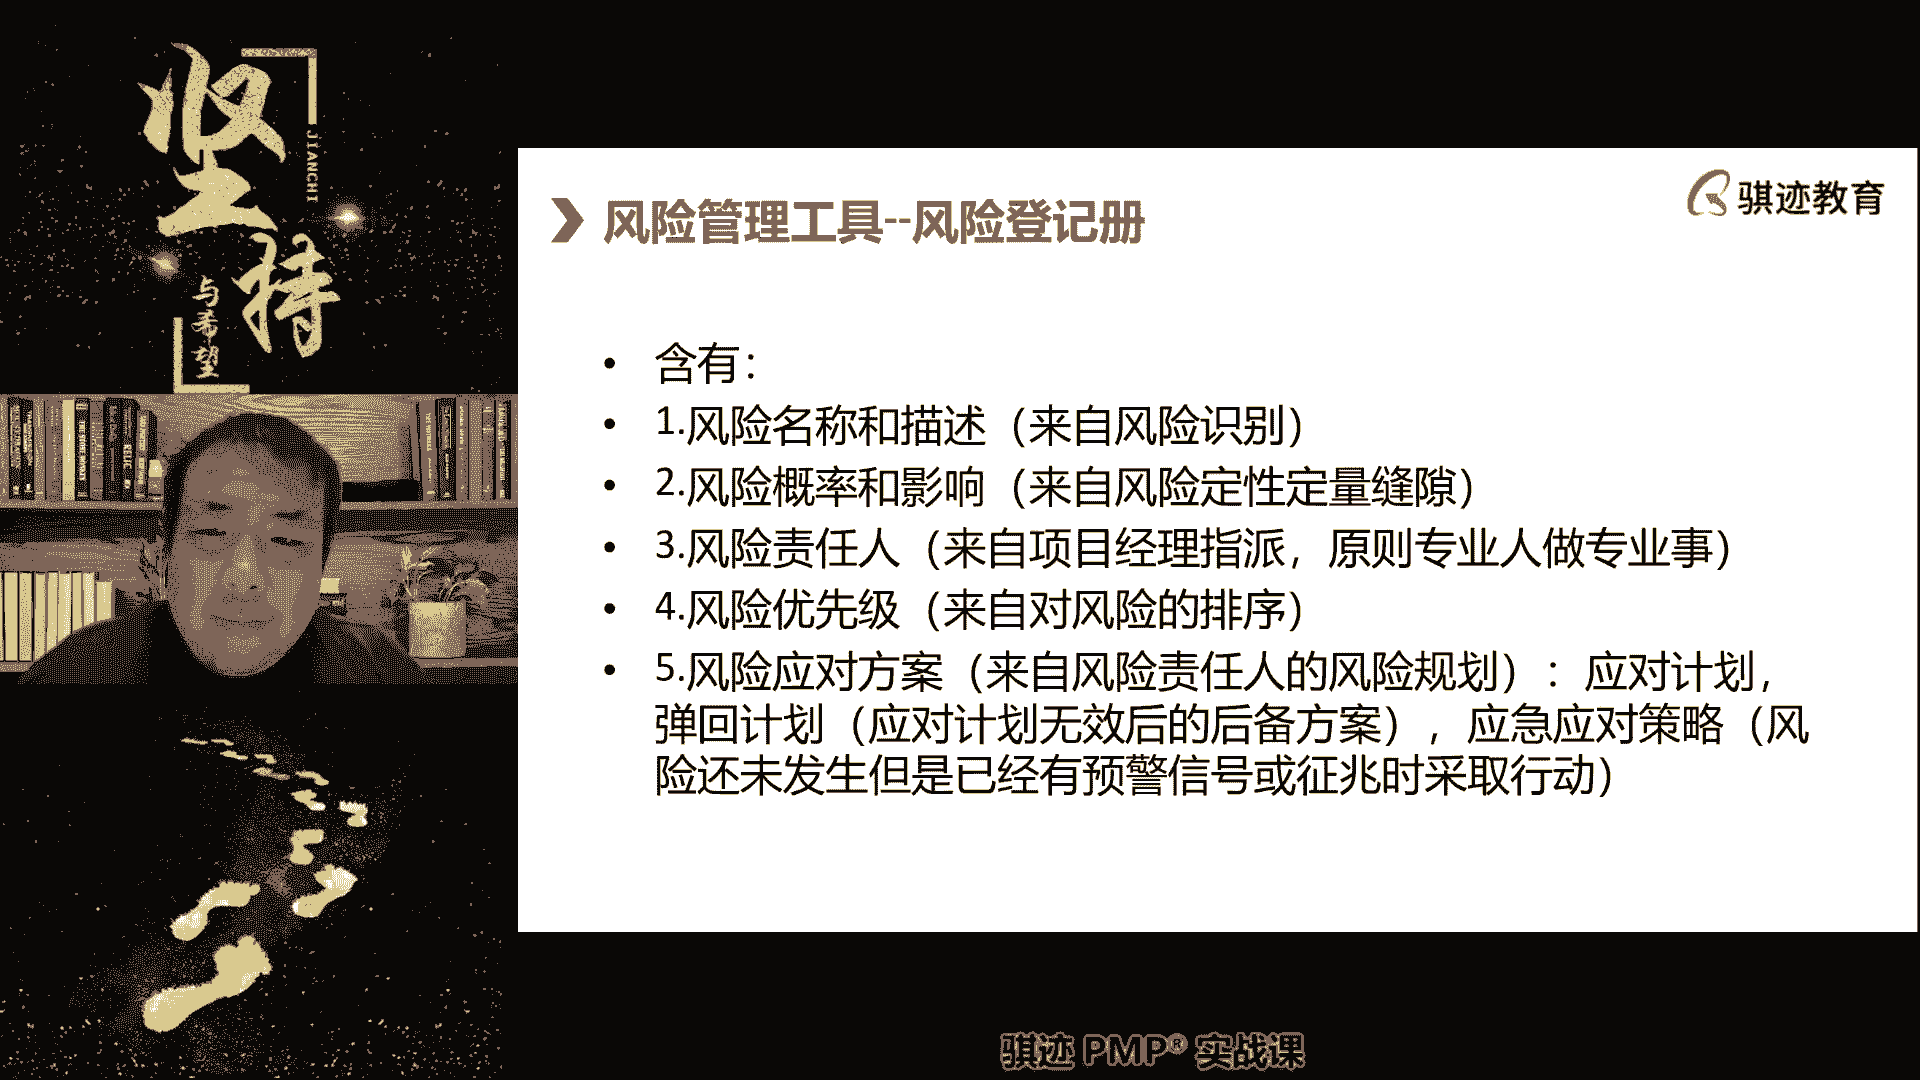 坚持
JIANCHI
与希望
骐迹教育
风险管理工具--风险登记册
• 含有：
• 1.风险名称和描述（来自风险识别）
• 2.风险概率和影响（来自风险定性定量缝隙）
• 3.风险责任人（来自项目经理指派，原则专业人做专业事）
• 4.风险优先级（来自对风险的排序）
• 5.风险应对方案（来自风险责任人的风险规划）：应对计划，
弹回计划（应对计划无效后的后备方案），应急应对策略（风
险还未发生但是已经有预警信号或征兆时采取行动）
骐迹 PMP® 实战课